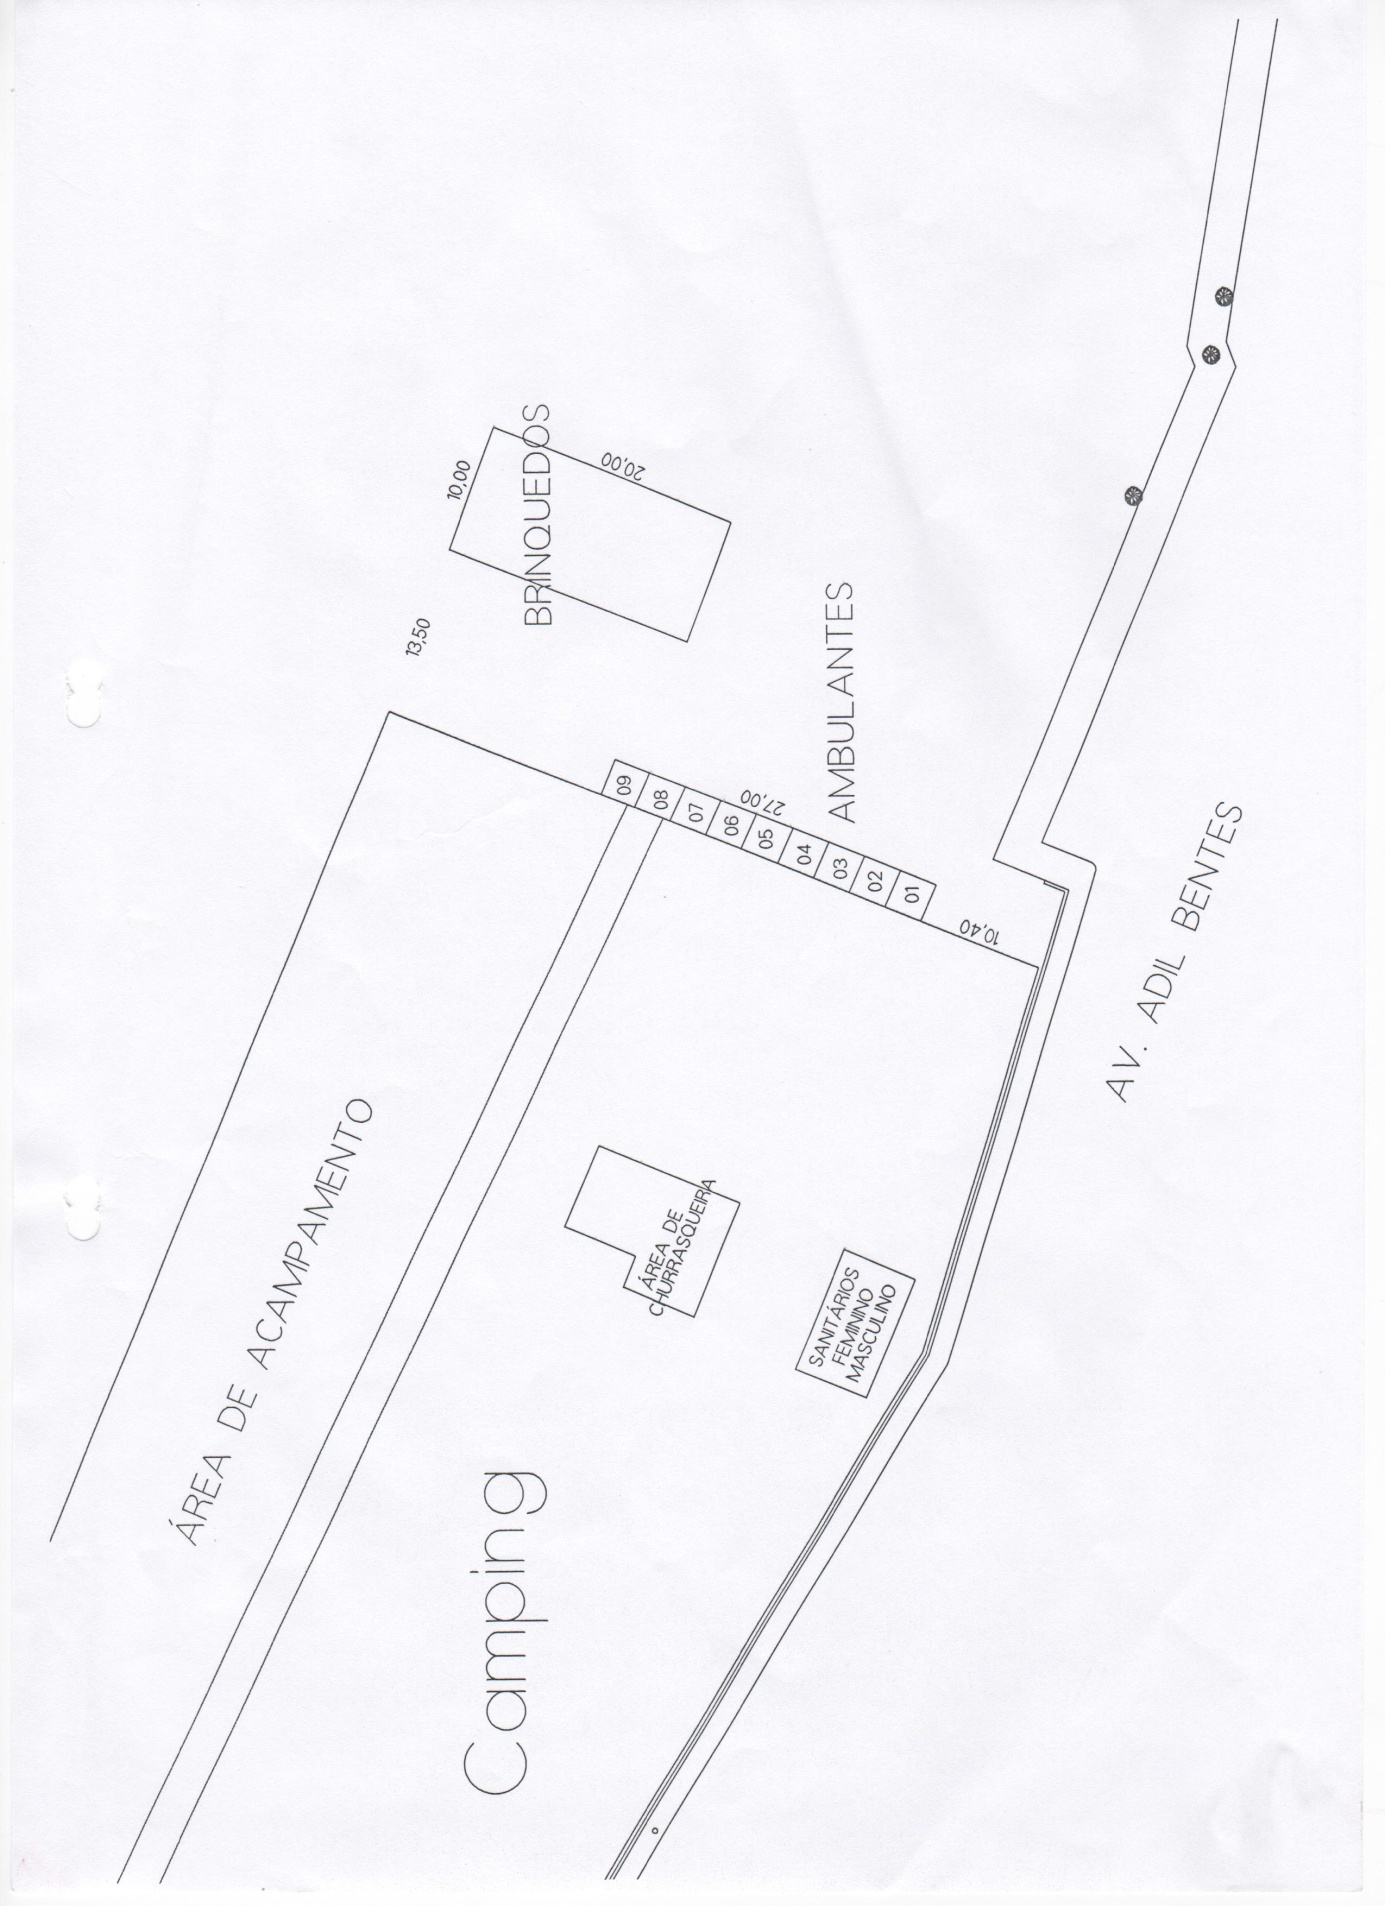 ÁREA DE ACAMPAMENTO
Camping
13,50
10,00
BRINQUEDOS
20,00
09
08
07
06
05
04
03
02
01
27,00
AMBULANTES
10,40
ÁREA DE
CHURRASQUEIRA
SANITÁRIOS
FEMININO
MASCULINO
AV. ADIL BENTES